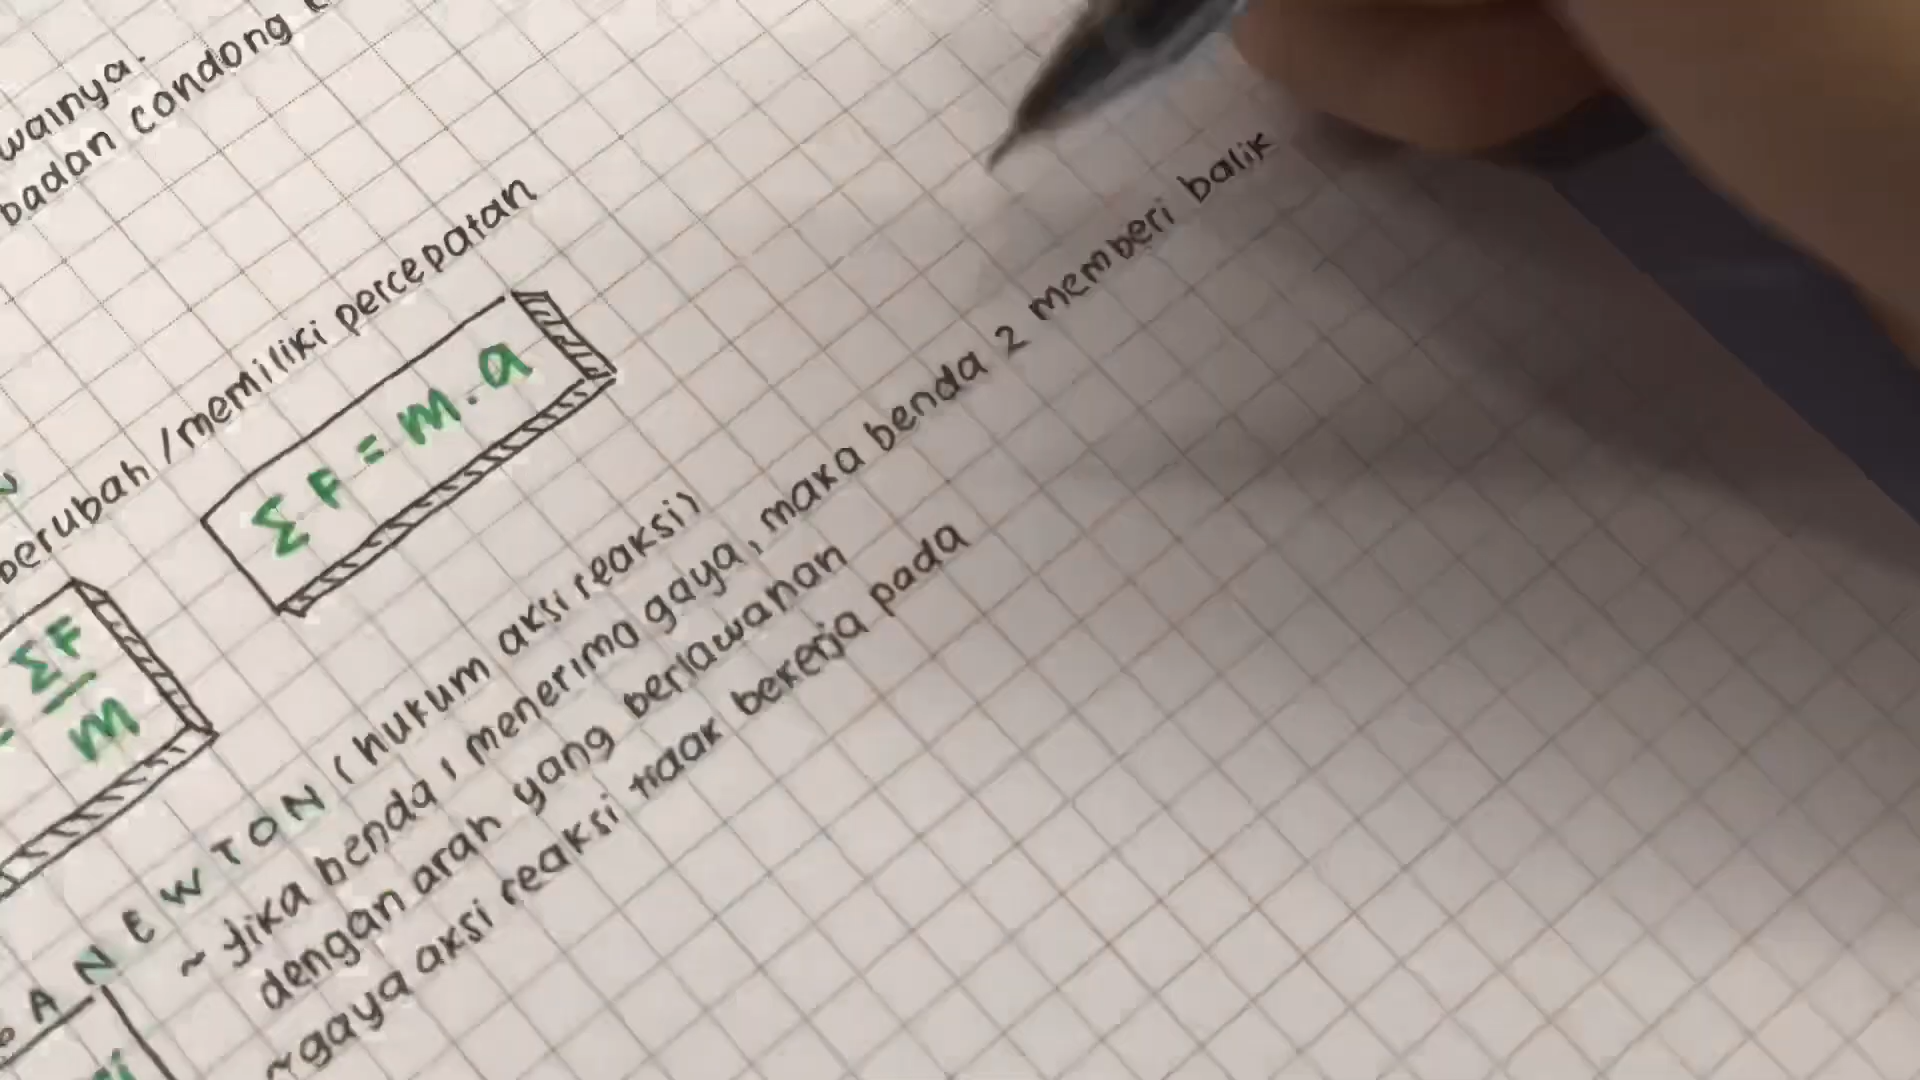 badan condong
berubah /memiliki percepatan
ΣF = m.a
ΣF
m
NEWTON (hukum aksi reaksi)
~ Jika benda 1 menerima gaya, maka benda 2 memberi balik
dengan arah yang berlawanan
~gaya aksi reaksi tidak bekerja pada